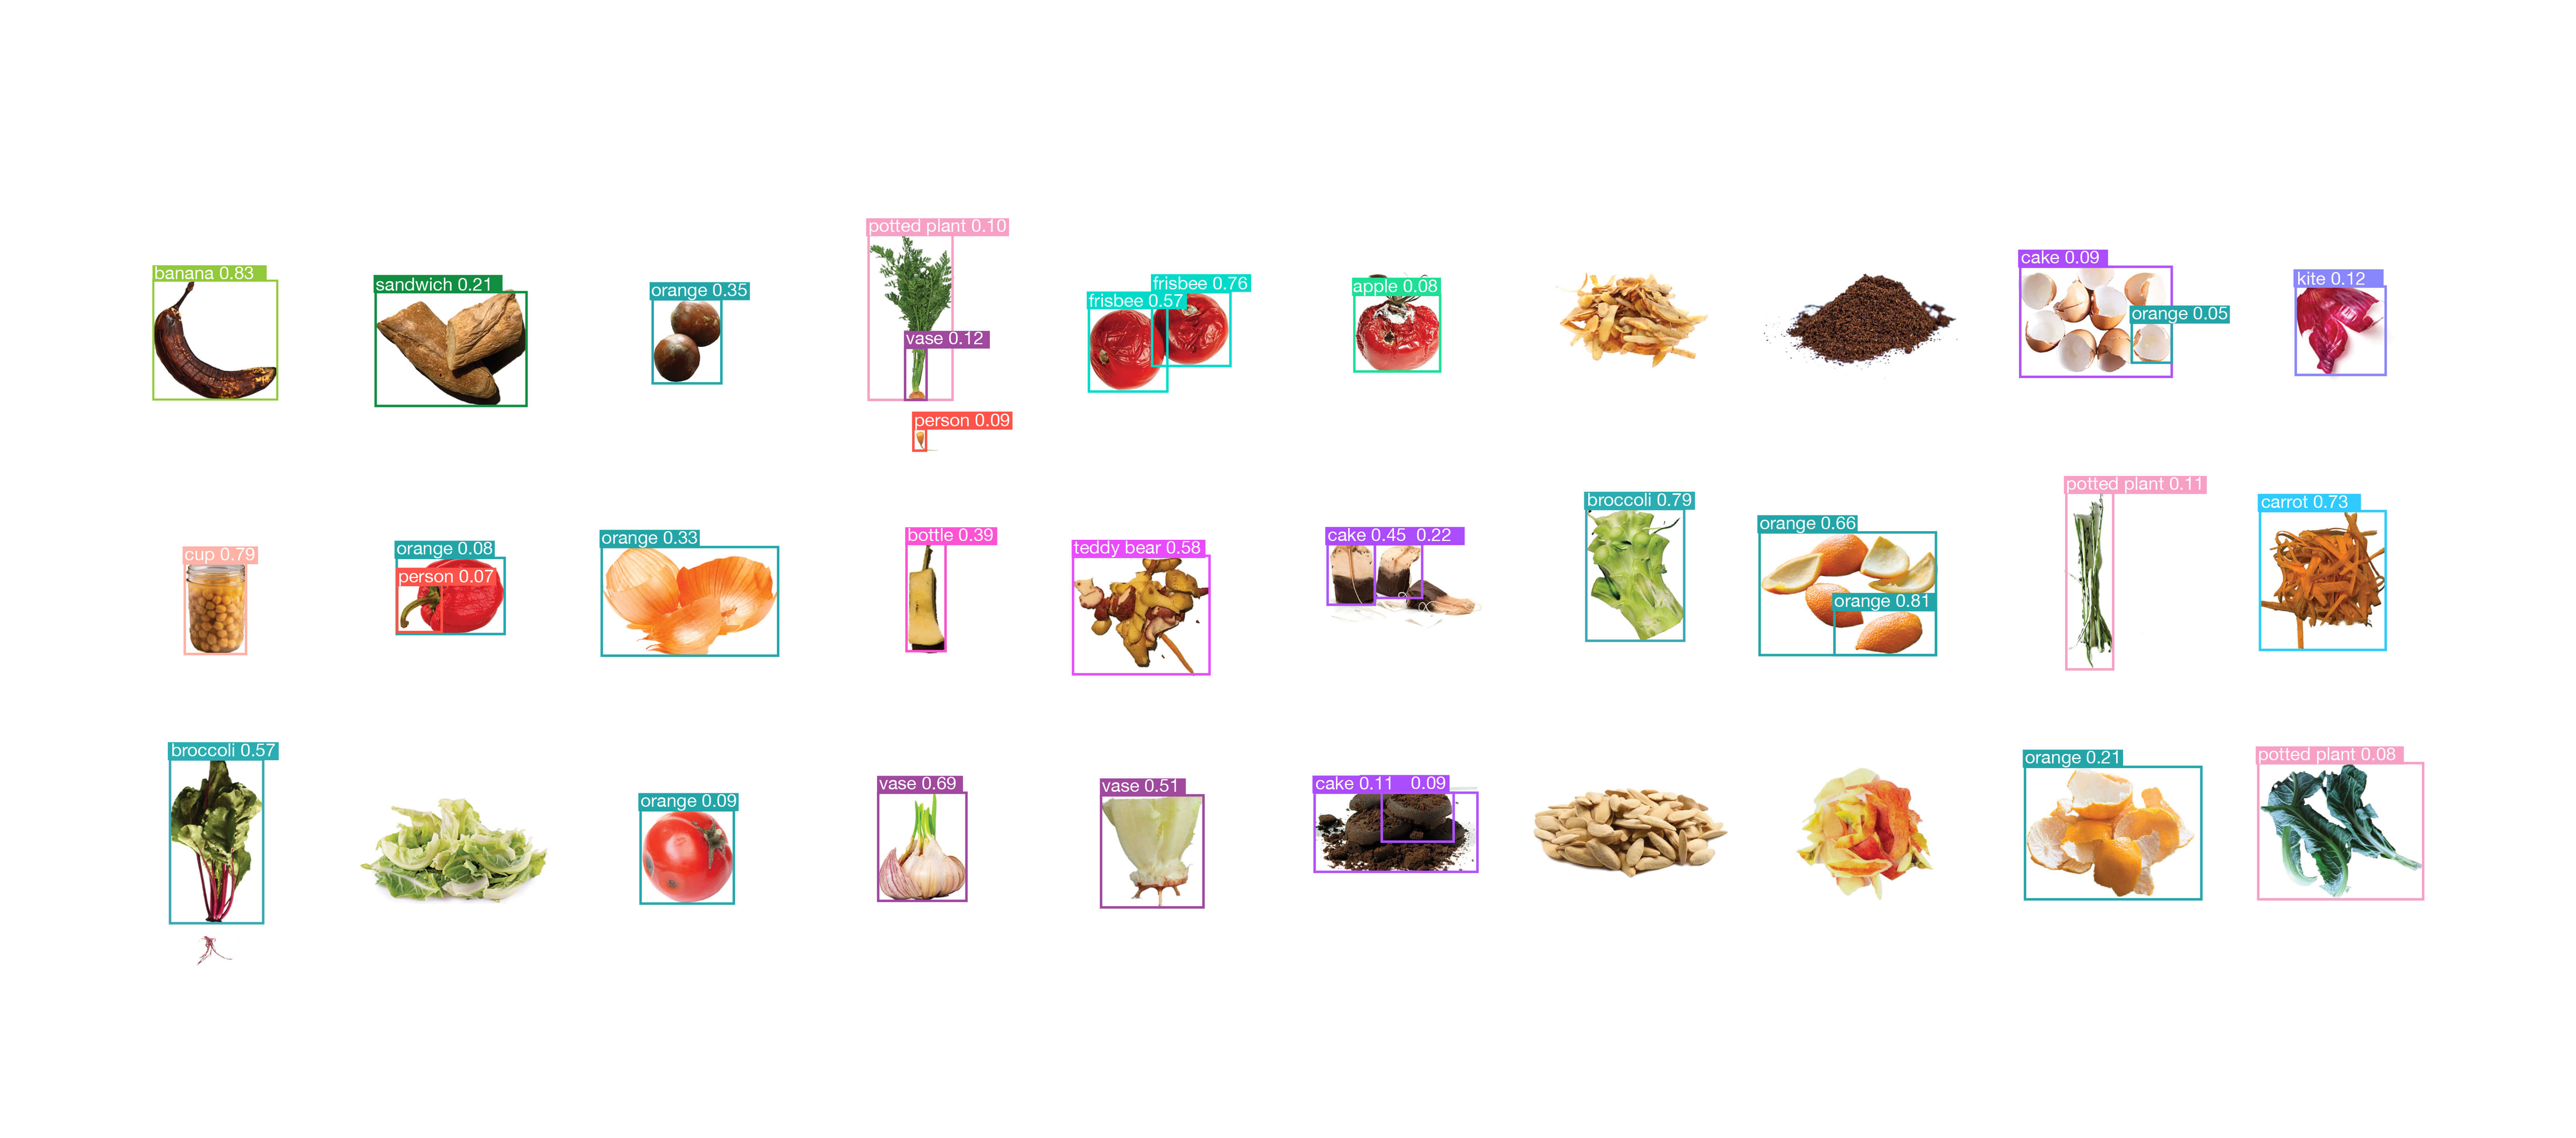 banana 0.83
sandwich 0.21
orange 0.35
potted plant 0.10
vase 0.12
person 0.09
frisbee 0.57
frisbee 0.76
apple 0.08
cake 0.09
orange 0.05
kite 0.12
cup 0.79
orange 0.08
person 0.07
orange 0.33
bottle 0.39
teddy bear 0.58
cake 0.45 0.22
broccoli 0.79
orange 0.66
orange 0.81
potted plant 0.11
carrot 0.73
broccoli 0.57
orange 0.09
vase 0.69
vase 0.51
cake 0.11 0.09
orange 0.21
potted plant 0.08